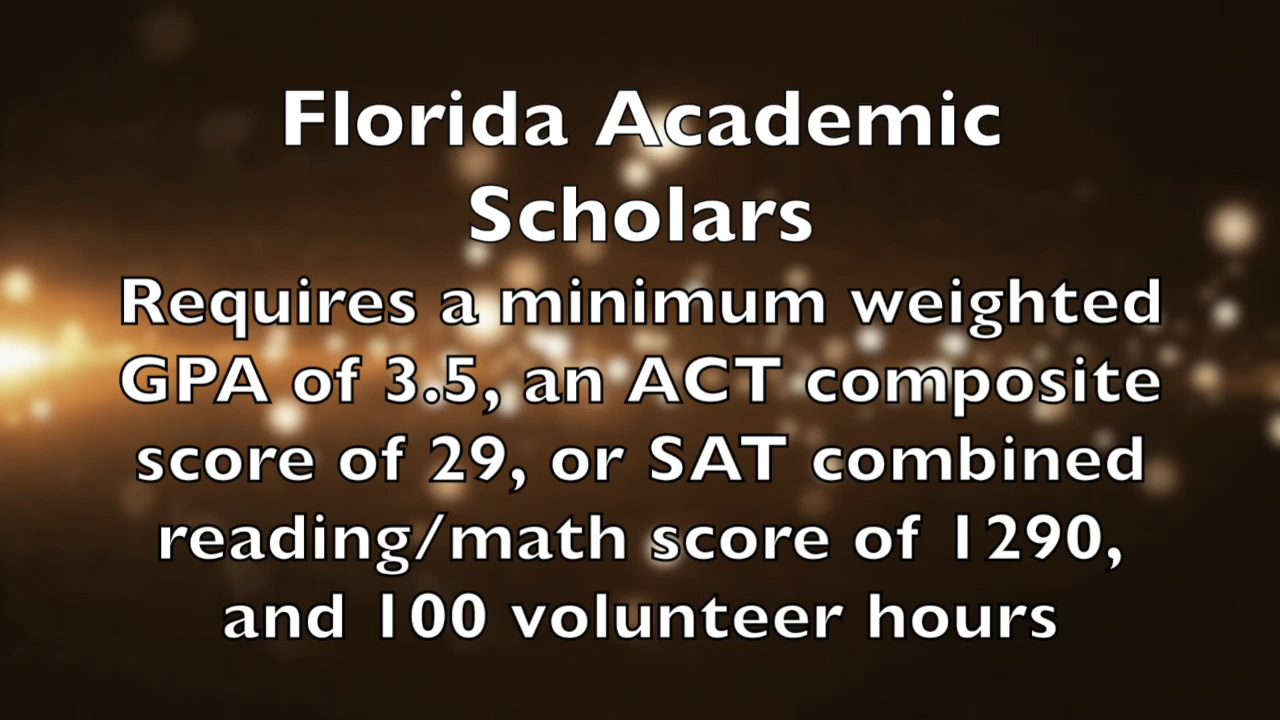 Florida Academic
Scholars
Requires a minimum weighted
GPA of 3.5, an ACT composite
score of 29, or SAT combined
reading/math score of 1290,
and 100 volunteer hours